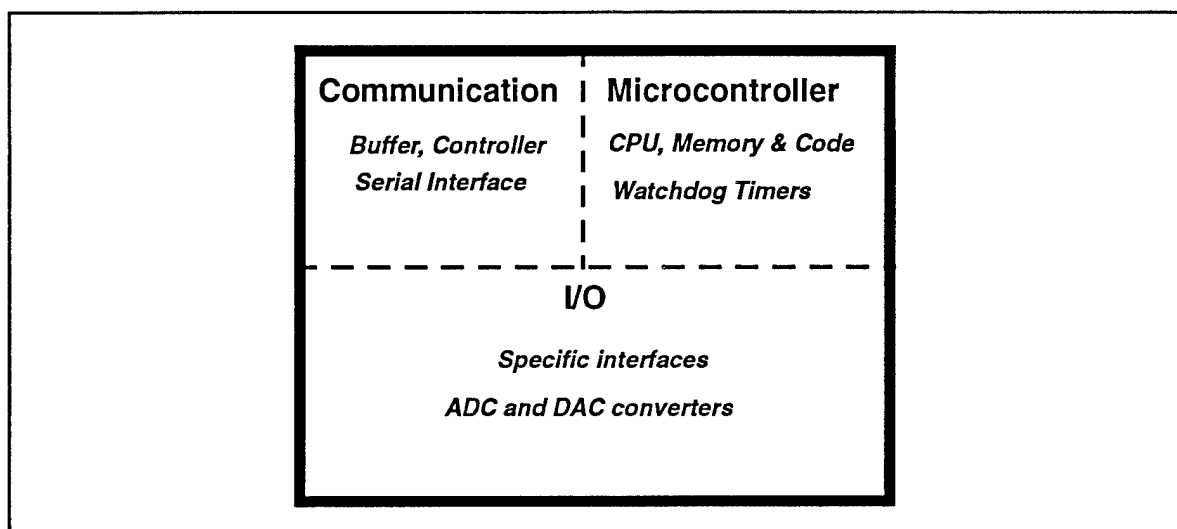 Communication
Buffer, Controller
Serial Interface
Microcontroller
CPU, Memory & Code
Watchdog Timers
I/O
Specific interfaces
ADC and DAC converters